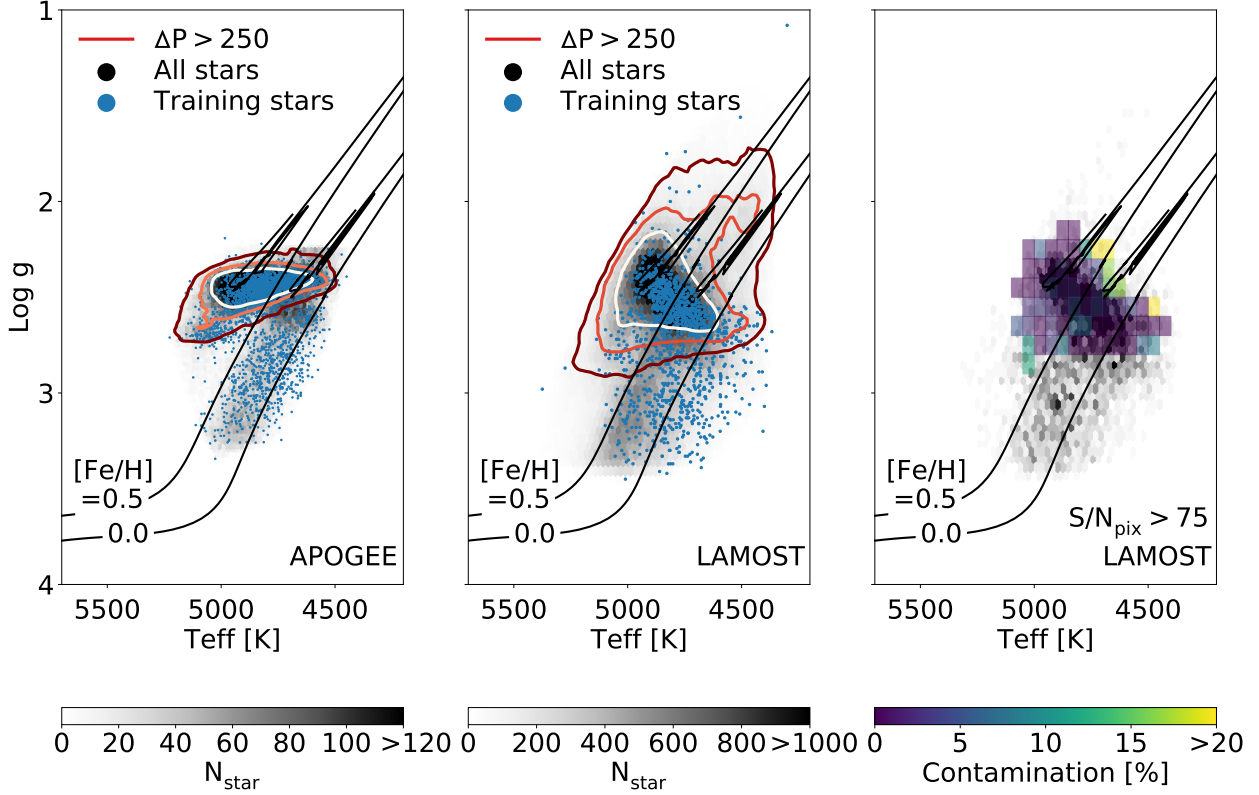 ΔP > 250
All stars
Training stars
[Fe/H]
=0.5
0.0
APOGEE
1
2
3
4
Log g
5500 5000 4500
Teff [K]
0 20 40 60 80 100 >120
N_star
ΔP > 250
All stars
Training stars
[Fe/H]
=0.5
0.0
LAMOST
5500 5000 4500
Teff [K]
0 200 400 600 800 >1000
N_star
[Fe/H]
=0.5
0.0
S/N_pix > 75
LAMOST
5500 5000 4500
Teff [K]
0 5 10 15 >20
Contamination [%]